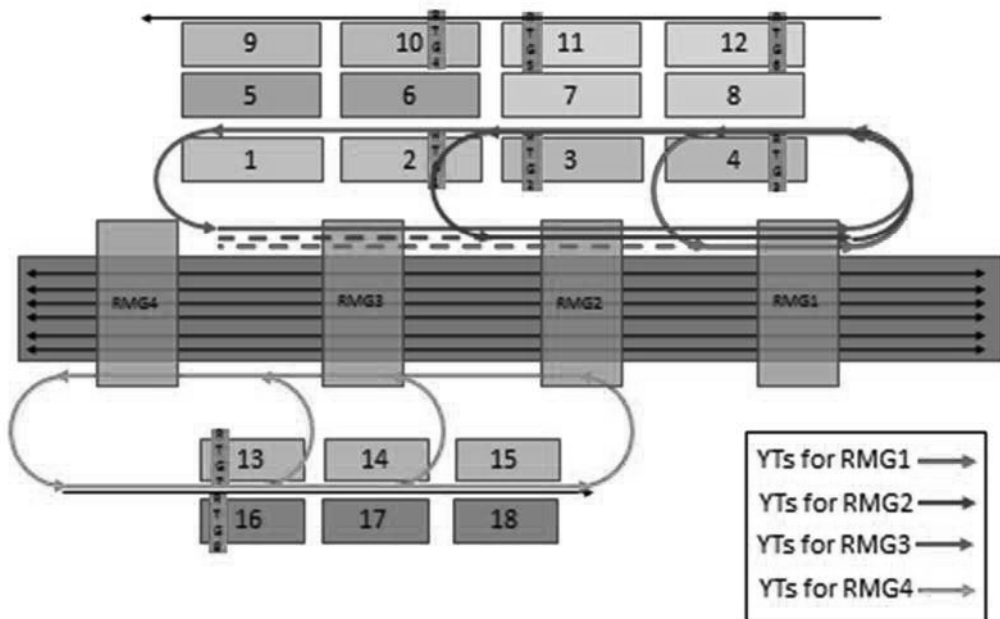 9 10 11 12
5 6 7 8
1 2 3 4
RMG4 RMG3 RMG2 RMG1
13 14 15
16 17 18
YTs for RMG1
YTs for RMG2
YTs for RMG3
YTs for RMG4